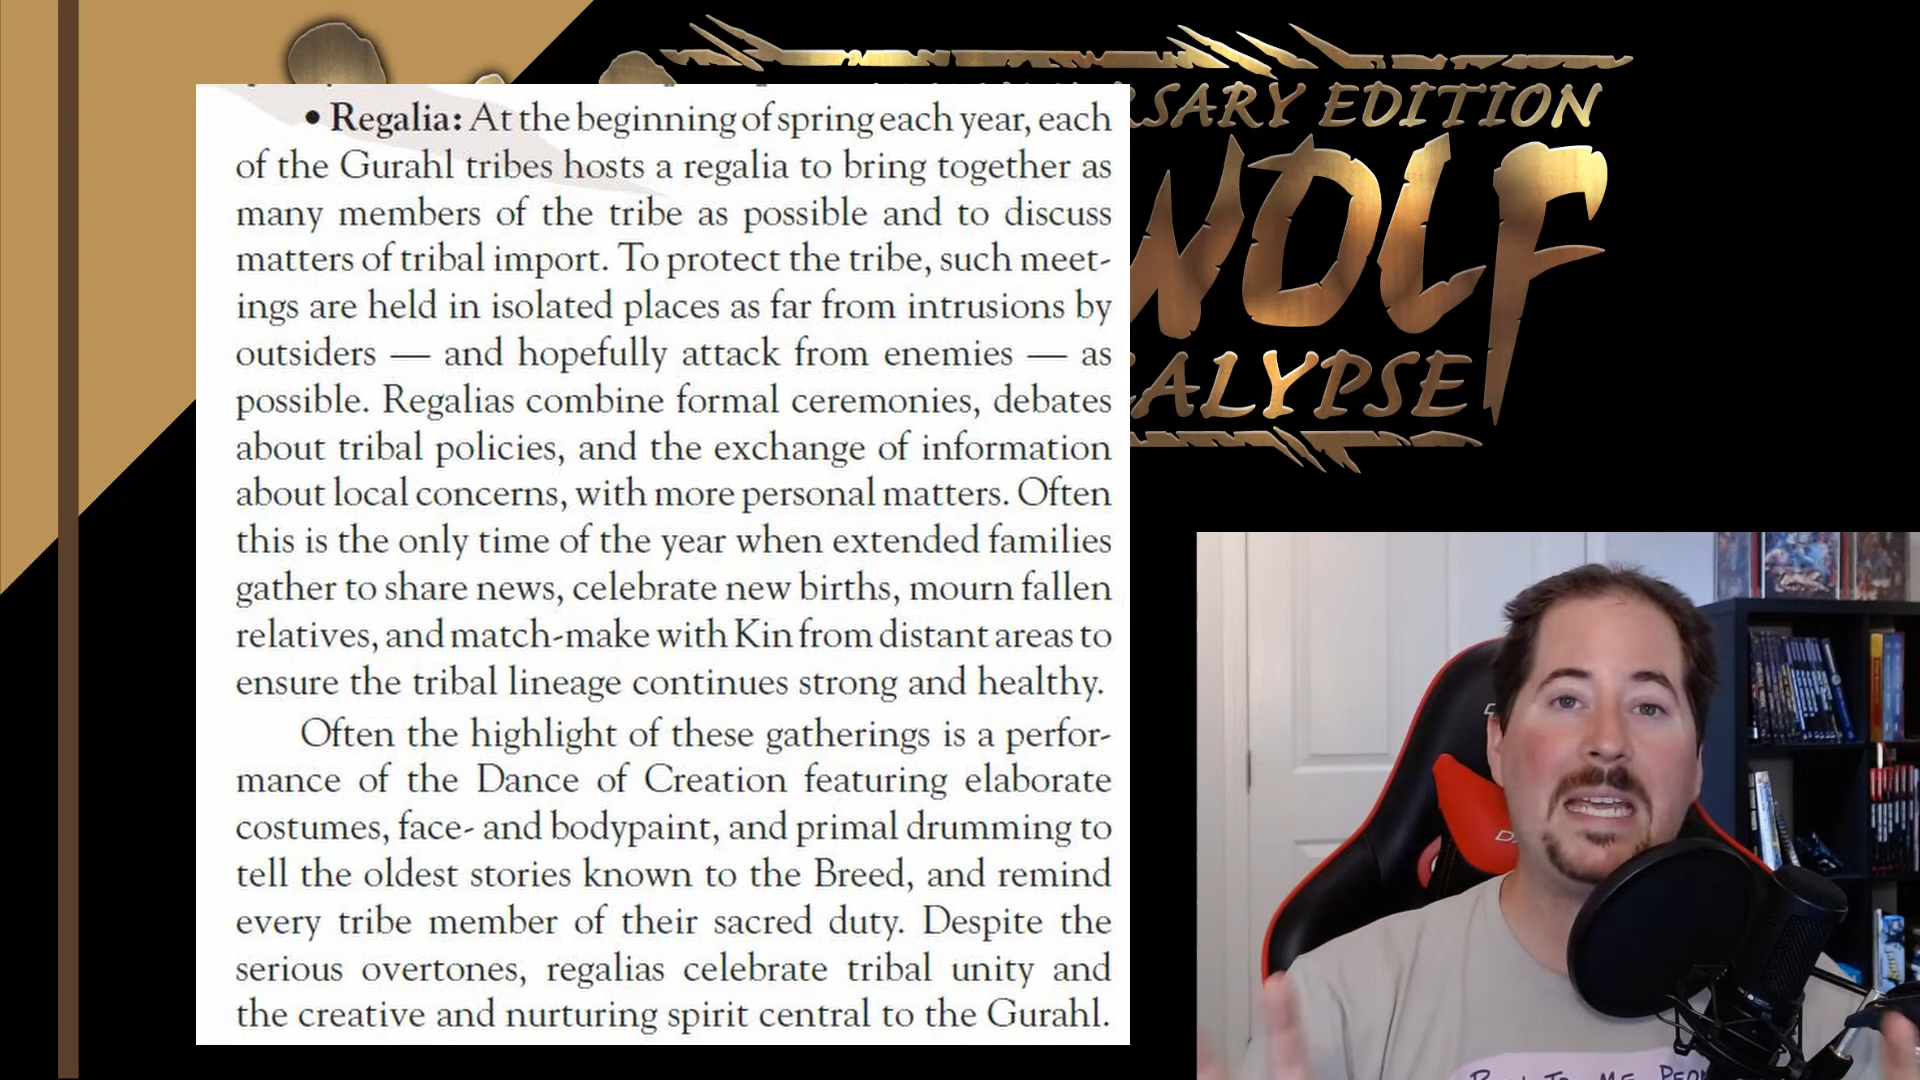 • Regalia: At the beginning of spring each year, each
of the Gurahl tribes hosts a regalia to bring together as
many members of the tribe as possible and to discuss
matters of tribal import. To protect the tribe, such meet-
ings are held in isolated places as far from intrusions by
outsiders — and hopefully attack from enemies — as
possible. Regalias combine formal ceremonies, debates
about tribal policies, and the exchange of information
about local concerns, with more personal matters. Often
this is the only time of the year when extended families
gather to share news, celebrate new births, mourn fallen
relatives, and match-make with Kin from distant areas to
ensure the tribal lineage continues strong and healthy.
Often the highlight of these gatherings is a perfor-
mance of the Dance of Creation featuring elaborate
costumes, face- and bodypaint, and primal drumming to
tell the oldest stories known to the Breed, and remind
every tribe member of their sacred duty. Despite the
serious overtones, regalias celebrate tribal unity and
the creative and nurturing spirit central to the Gurahl.
RSARY EDITION
WOLF
CALYPSE